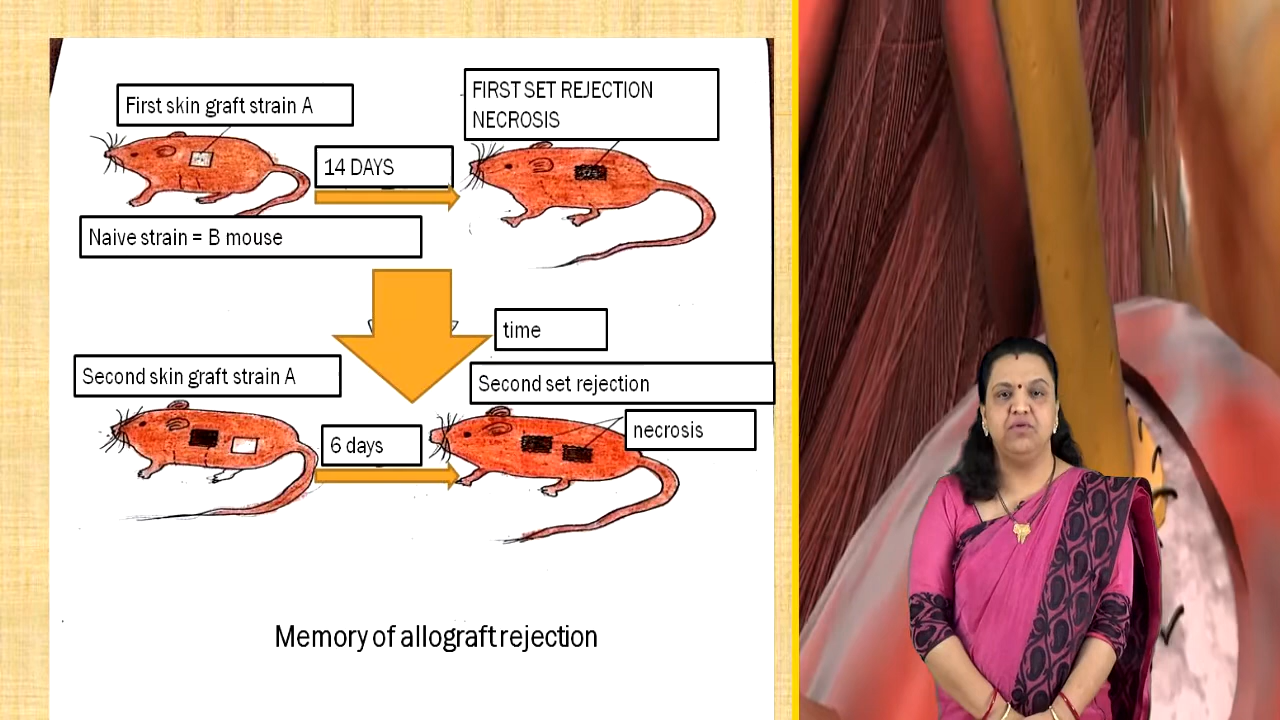 First skin graft strain A
FIRST SET REJECTION
NECROSIS
14 DAYS
Naive strain = B mouse
time
Second skin graft strain A
Second set rejection
6 days
necrosis
Memory of allograft rejection